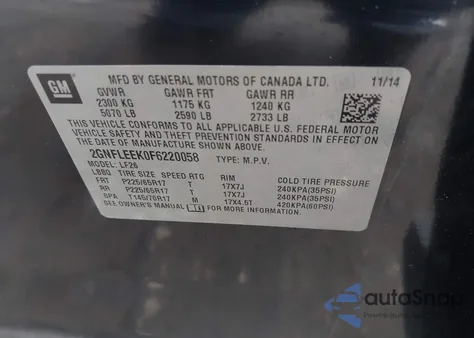 GM
MFD BY GENERAL MOTORS OF CANADA LTD. 11/14
GVWR GAWR FRT GAWR RR
2300 KG 1175 KG 1240 KG
5070 LB 2590 LB 2733 LB
THIS VEHICLE CONFORMS TO ALL APPLICABLE U.S. FEDERAL
MOTOR VEHICLE SAFETY AND THEFT PREVENTION
STANDARDS IN EFFECT ON
THE DATE OF MANUFACTURE SHOWN ABOVE.
2GNFLEEK0F6220058 TYPE: M.P.V.
LF26
TIRE SIZE SPEED RTG RIM COLD TIRE PRESSURE
FRT P225/65R17 T 17X7J 240KPA(35PSI)
RR P225/65R17 T 17X7J 240KPA(35PSI)
SPA T145/70R17 M 17X4.5T 420KPA(60PSI)
SEE OWNER'S MANUAL
autoSnap